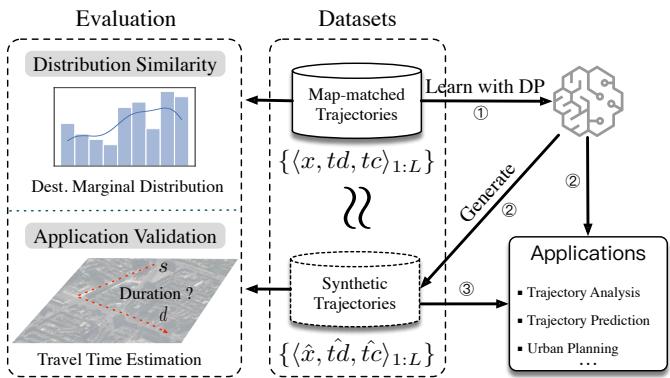 Evaluation
Datasets
Distribution Similarity
Dest. Marginal Distribution
Application Validation
s
Duration ?
d
Travel Time Estimation
Map-matched
Trajectories
{⟨x, td, tc⟩1:L}
≈
Synthetic
Trajectories
{⟨x̂, t̂d, t̂c⟩1:L}
Learn with DP
①
Generate
②
②
③
Applications
▪ Trajectory Analysis
▪ Trajectory Prediction
▪ Urban Planning
...